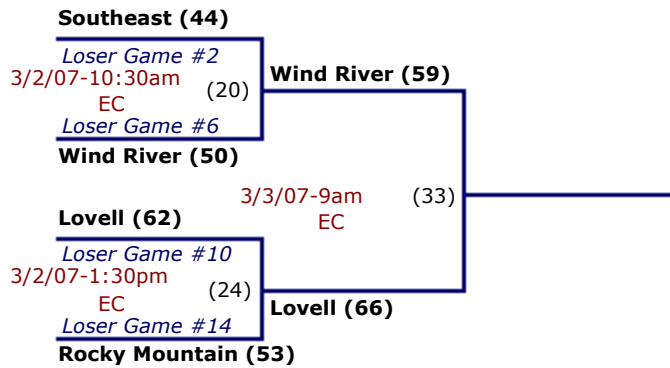 Southeast (44)
Loser Game #2
3/2/07-10:30am
EC
(20)
Loser Game #6
Wind River (50)
Wind River (59)
3/3/07-9am
EC
(33)
Lovell (62)
Loser Game #10
3/2/07-1:30pm
EC
(24)
Loser Game #14
Rocky Mountain (53)
Lovell (66)